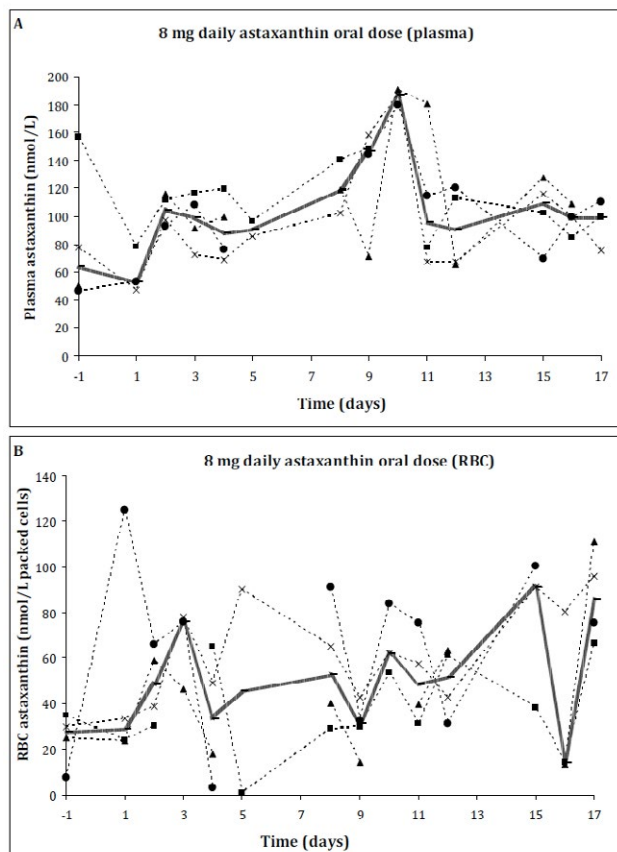 A
8 mg daily astaxanthin oral dose (plasma)
Plasma astaxanthin (nmol/L)
200
180
160
140
120
100
80
60
40
20
0
-1 1 3 5 7 9 11 13 15 17
Time (days)
B
8 mg daily astaxanthin oral dose (RBC)
RBC astaxanthin (nmol/L packed cells)
140
120
100
80
60
40
20
0
-1 1 3 5 7 9 11 13 15 17
Time (days)